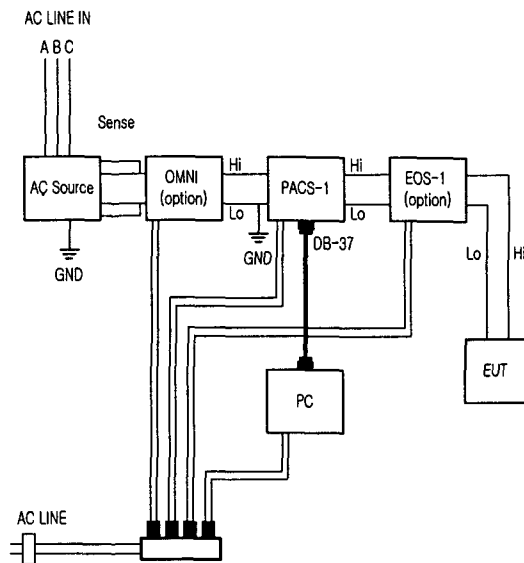 AC LINE IN
A B C
Sense
AC Source
OMNI
(option)
Hi
Lo
PACS-1
Hi
Lo
EOS-1
(option)
GND
GND
DB-37
Lo
Hi
EUT
PC
AC LINE